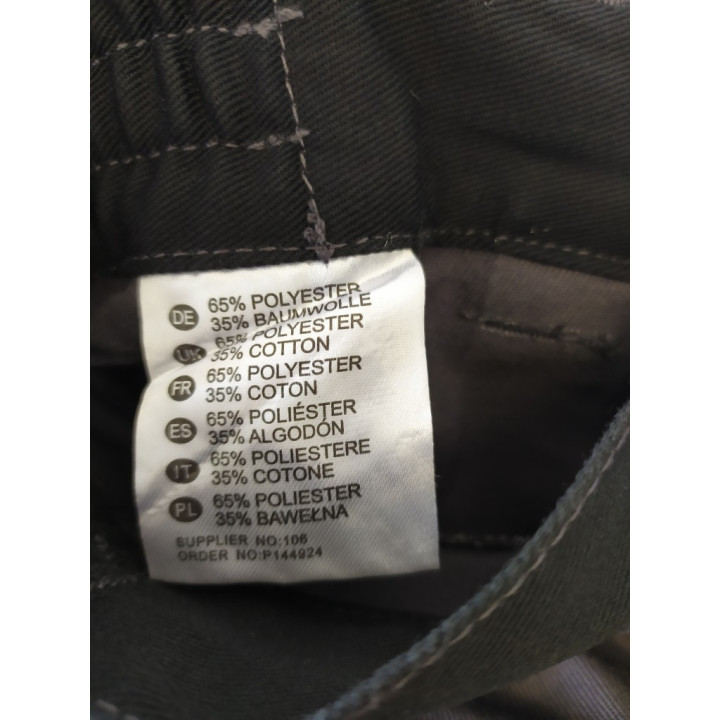 DE 65% POLYESTER
35% BAUMWOLLE
UK 65% POLYESTER
35% COTTON
FR 65% POLYESTER
35% COTON
ES 65% POLIÉSTER
35% ALGODÓN
IT 65% POLIESTERE
35% COTONE
PL 65% POLIESTER
35% BAWEŁNA
SUPPLIER NO:106
ORDER NO:P144924